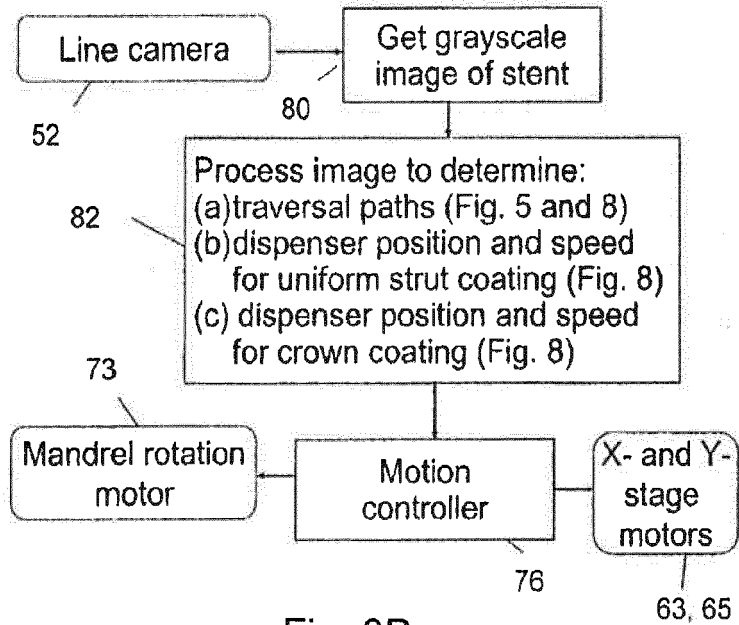 Line camera
52
Get grayscale
image of stent
80
Process image to determine:
(a)traversal paths (Fig. 5 and 8)
(b)dispenser position and speed
for uniform strut coating (Fig. 8)
(c) dispenser position and speed
for crown coating (Fig. 8)
82
73
Mandrel rotation
motor
Motion
controller
76
X- and Y-
stage
motors
63, 65